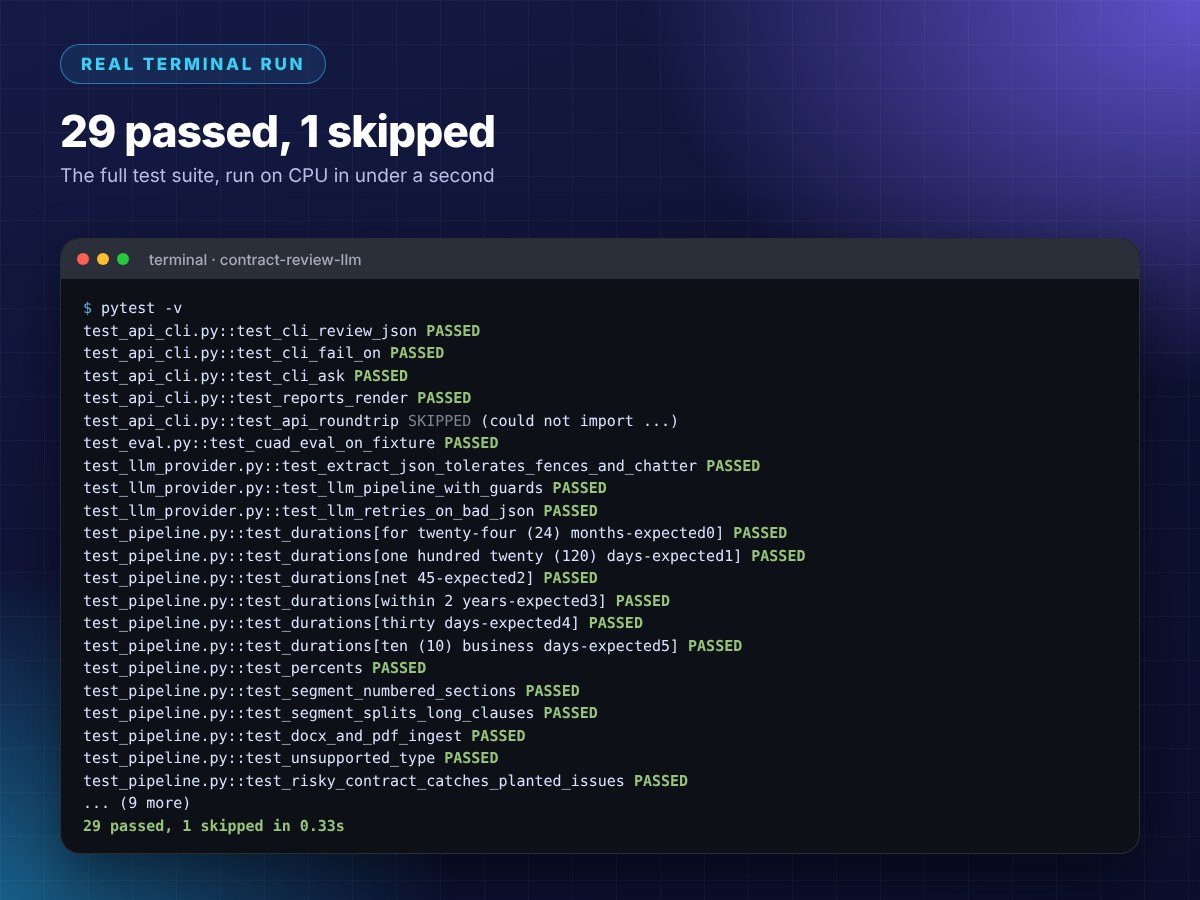 REAL TERMINAL RUN
29 passed, 1 skipped
The full test suite, run on CPU in under a second
terminal · contract-review-llm
$ pytest -v
test_api_cli.py::test_cli_review_json PASSED
test_api_cli.py::test_cli_fail_on PASSED
test_api_cli.py::test_cli_ask PASSED
test_api_cli.py::test_reports_render PASSED
test_api_cli.py::test_api_roundtrip SKIPPED (could not import ...)
test_eval.py::test_cuad_eval_on_fixture PASSED
test_llm_provider.py::test_extract_json_tolerates_fences_and_chatter PASSED
test_llm_provider.py::test_llm_pipeline_with_guards PASSED
test_llm_provider.py::test_llm_retries_on_bad_json PASSED
test_pipeline.py::test_durations[for twenty-four (24) months-expected0] PASSED
test_pipeline.py::test_durations[one hundred twenty (120) days-expected1] PASSED
test_pipeline.py::test_durations[net 45-expected2] PASSED
test_pipeline.py::test_durations[within 2 years-expected3] PASSED
test_pipeline.py::test_durations[thirty days-expected4] PASSED
test_pipeline.py::test_durations[ten (10) business days-expected5] PASSED
test_pipeline.py::test_percents PASSED
test_pipeline.py::test_segment_numbered_sections PASSED
test_pipeline.py::test_segment_splits_long_clauses PASSED
test_pipeline.py::test_docx_and_pdf_ingest PASSED
test_pipeline.py::test_unsupported_type PASSED
test_pipeline.py::test_risky_contract_catches_planted_issues PASSED
... (9 more)
29 passed, 1 skipped in 0.33s